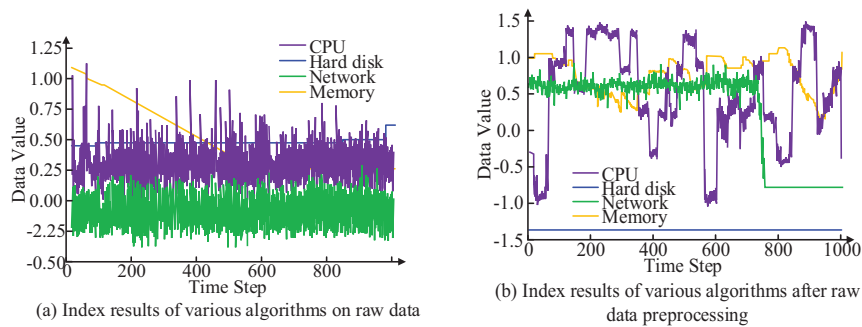 1.25
1.00
0.75
0.50
0.25
0.00
-2.25
-0.50
Data Value
0
200
400
600
800
Time Step
CPU
Hard disk
Network
Memory
(a) Index results of various algorithms on raw data
1.5
1.0
0.5
0.0
-0.5
-1.0
-1.5
Data Value
0
200
400
600
800
1000
Time Step
CPU
Hard disk
Network
Memory
(b) Index results of various algorithms after raw
data preprocessing